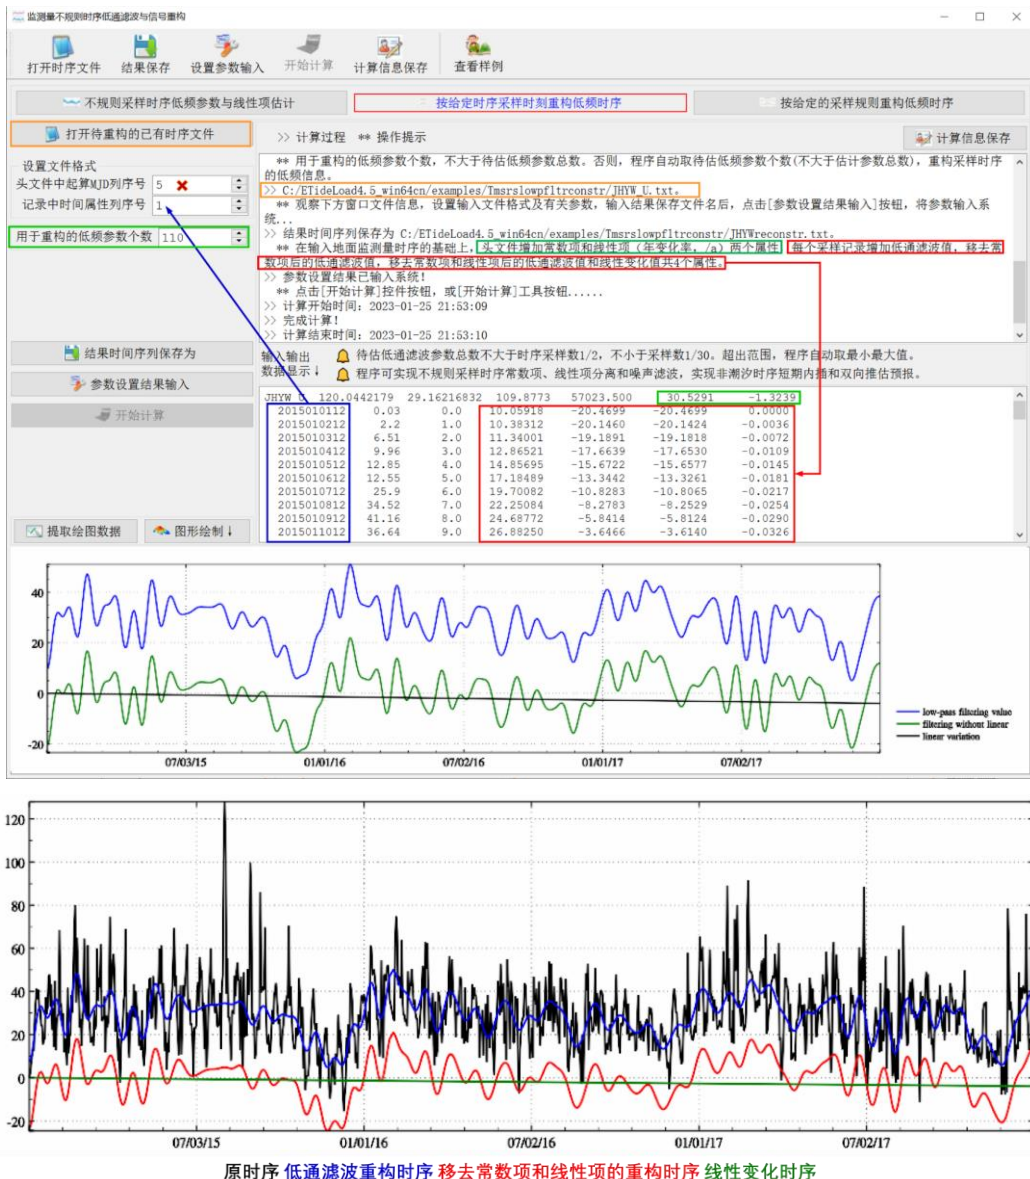 监测量不规则时序低通滤波与信号重构
打开时序文件 结果保存 设置参数输入 开始计算 计算信息保存 查看样例
不规则采样时序低频参数与线性项估计 按给定时序采样时刻重构低频时序 按给定的采样规则重构低频时序
打开待重构的已有时序文件
>> 计算过程 ** 操作提示
计算信息保存
设置文件格式
头文件中起算MJD列序号 5
记录中时间属性列序号 1
用于重构的低频参数个数 110
** 用于重构的低频参数个数，不大于待估低频参数总数。否则，程序自动取待估低频参数个数(不大于估计参数总数)，重构采样时序
的低频信息。
>> C:/ETideLoad4.5_win64cn/examples/Tmsrslowpfltrconstr/JHYW_U.txt。
** 观察下方窗口文件信息，设置输入文件格式及有关参数，输入结果保存文件名后，点击[参数设置结果输入]按钮，将参数输入系
统...
>> 结果时间序列保存为 C:/ETideLoad4.5_win64cn/examples/Tmsrslowpfltrconstr/JHYWreconstr.txt。
** 在输入地面监测量时序的基础上，头文件增加常数项和线性项（年变化率，/a）两个属性，每个采样记录增加低通滤波值，移去常
数项后的低通滤波值，移去常数项和线性项后的低通滤波值和线性变化值共4个属性。
>> 参数设置结果已输入系统！
** 点击[开始计算]控件按钮，或[开始计算]工具按钮......
>> 计算开始时间：2023-01-25 21:53:09
>> 完成计算！
>> 计算结束时间：2023-01-25 21:53:10
结果时间序列保存为
参数设置结果输入
开始计算
提取绘图数据 图形绘制↓
输入输出 待估低通滤波参数总数不大于时序采样数1/2，不小于采样数1/30。超出范围，程序自动取最小最大值。
数据显示↓ 程序可实现不规则采样时序常数项、线性项分离和噪声滤波，实现非潮汐时序短期内插和双向推估预报。
JHYW_U 120.0442179 29.16216832 109.8773 57023.500 30.5291 -1.3239
2015010112 0.03 0.0 10.05918 -20.4699 -20.4699 0.0000
2015010212 2.2 1.0 10.38312 -20.1460 -20.1424 -0.0036
2015010312 6.51 2.0 11.34001 -19.1891 -19.1818 -0.0072
2015010412 9.96 3.0 12.86521 -17.6639 -17.6530 -0.0109
2015010512 12.85 4.0 14.85695 -15.6722 -15.6577 -0.0145
2015010612 12.55 5.0 17.18489 -13.3442 -13.3261 -0.0181
2015010712 25.9 6.0 19.70082 -10.8283 -10.8065 -0.0217
2015010812 34.52 7.0 22.25084 -8.2783 -8.2529 -0.0254
2015010912 41.16 8.0 24.68772 -5.8414 -5.8124 -0.0290
2015011012 36.64 9.0 26.88250 -3.6466 -3.6140 -0.0326
40
20
0
-20
07/03/15 01/01/16 07/02/16 01/01/17 07/02/17
low-pass filtering value
filtering without linear
linear variation
120
100
80
60
40
20
0
-20
07/03/15 01/01/16 07/02/16 01/01/17 07/02/17
原时序 低通滤波重构时序 移去常数项和线性项的重构时序 线性变化时序